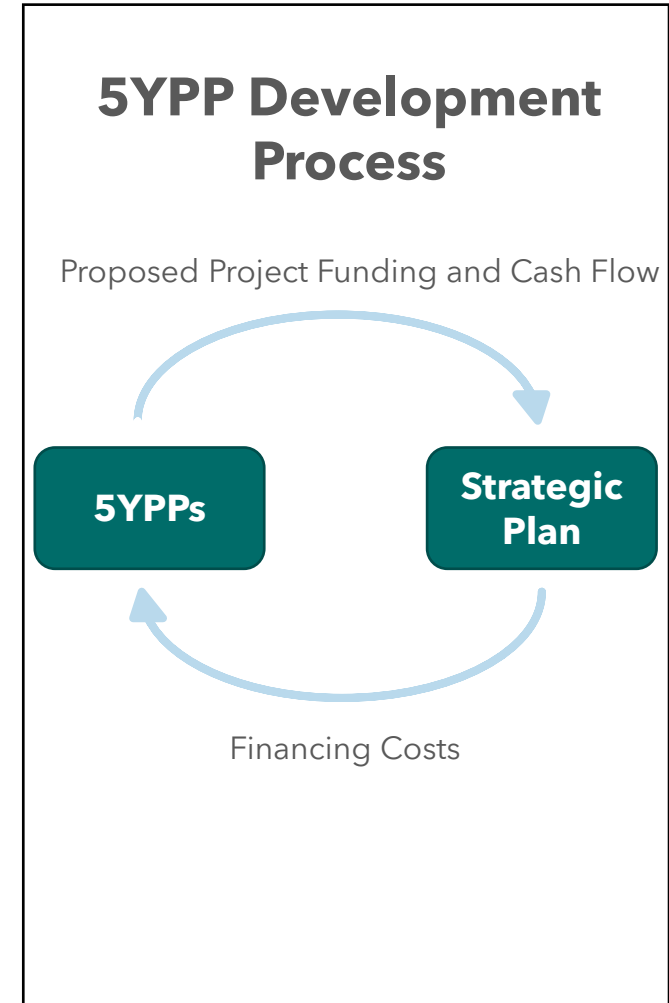 5YPP Development
Process
Proposed Project Funding and Cash Flow
5YPPs
Strategic
Plan
Financing Costs